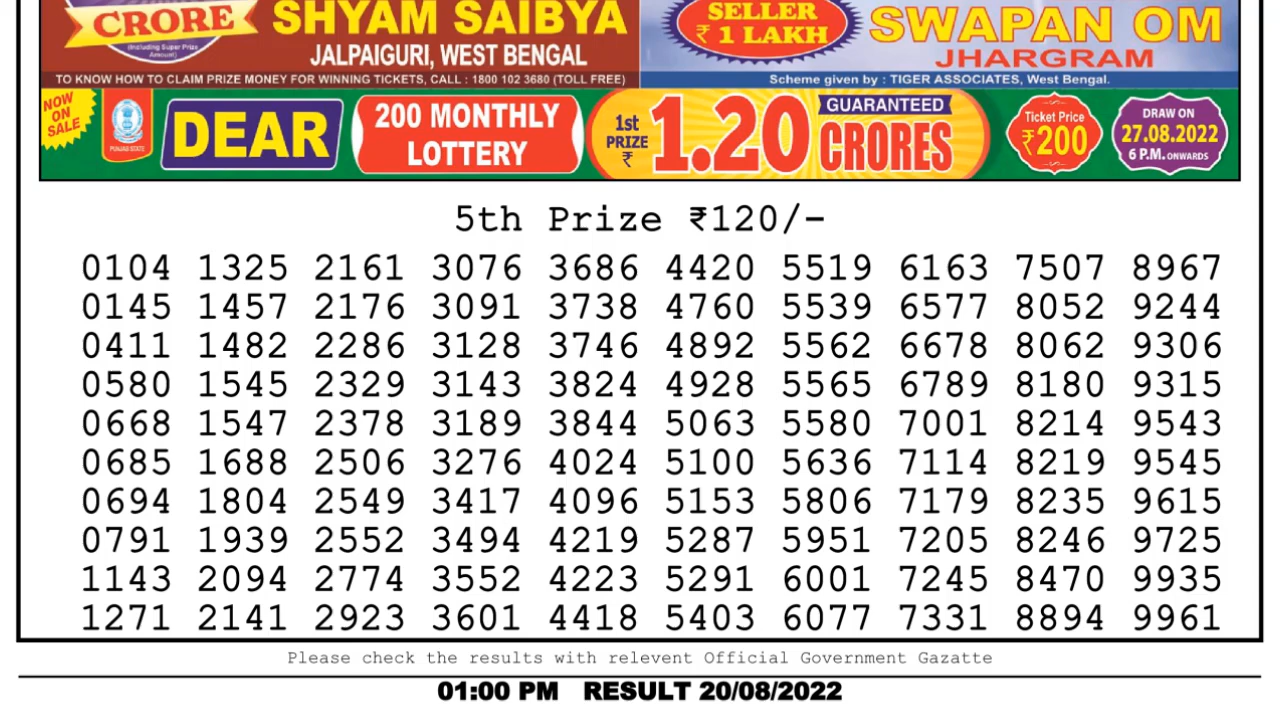 CRORE
(Including Super Prize
Amount)
SHYAM SAIBYA
JALPAIGURI, WEST BENGAL
TO KNOW HOW TO CLAIM PRIZE MONEY FOR WINNING TICKETS, CALL : 1800 102 3680 (TOLL FREE)
SELLER
₹ 1 LAKH
SWAPAN OM
JHARGRAM
Scheme given by : TIGER ASSOCIATES, West Bengal.
NOW
ON
SALE
PUNJAB STATE
DEAR
200 MONTHLY
LOTTERY
1st
PRIZE
₹
1.20
GUARANTEED
CRORES
Ticket Price
₹200
DRAW ON
27.08.2022
6 P.M. ONWARDS
5th Prize ₹120/-
0104 1325 2161 3076 3686 4420 5519 6163 7507 8967
0145 1457 2176 3091 3738 4760 5539 6577 8052 9244
0411 1482 2286 3128 3746 4892 5562 6678 8062 9306
0580 1545 2329 3143 3824 4928 5565 6789 8180 9315
0668 1547 2378 3189 3844 5063 5580 7001 8214 9543
0685 1688 2506 3276 4024 5100 5636 7114 8219 9545
0694 1804 2549 3417 4096 5153 5806 7179 8235 9615
0791 1939 2552 3494 4219 5287 5951 7205 8246 9725
1143 2094 2774 3552 4223 5291 6001 7245 8470 9935
1271 2141 2923 3601 4418 5403 6077 7331 8894 9961
Please check the results with relevent Official Government Gazatte
01:00 PM RESULT 20/08/2022